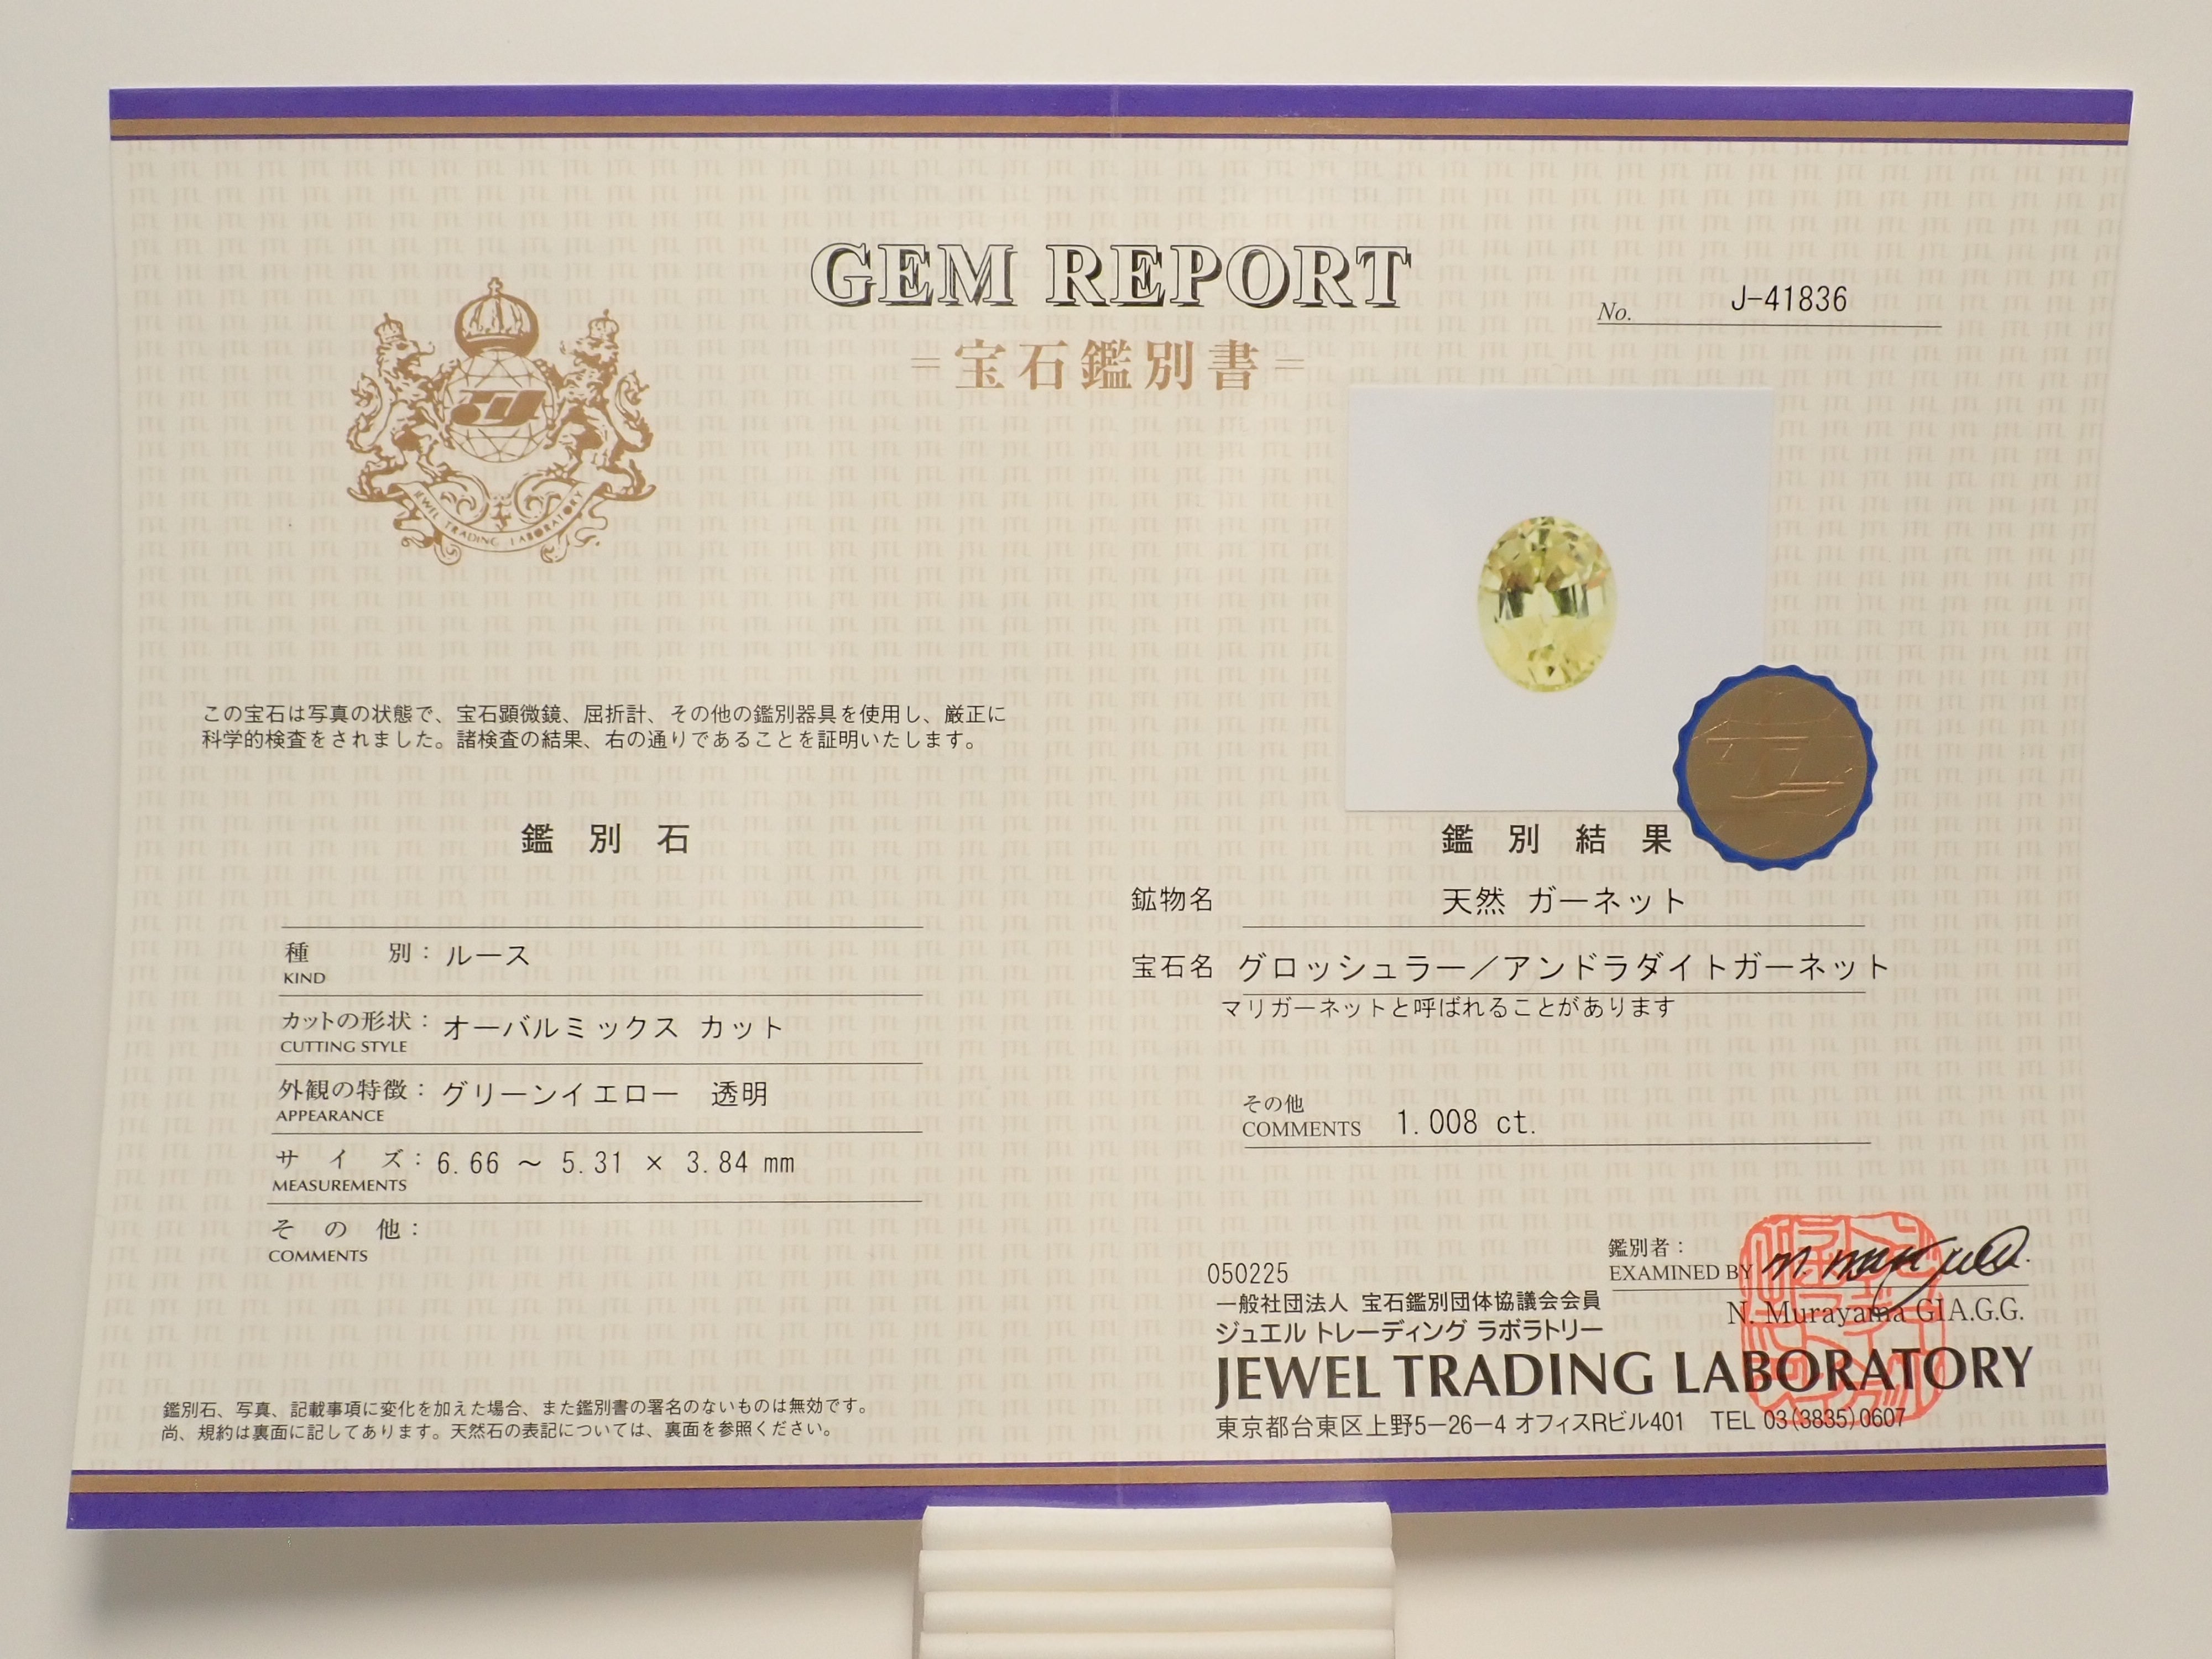 GEM REPORT
No. J-41836
=宝石鑑別書=
JEWEL TRADING LABORATORY
この宝石は写真の状態で、宝石顕微鏡、屈折計、その他の鑑別器具を使用し、厳正に
科学的検査をされました。諸検査の結果、右の通りであることを証明いたします。
鑑別石
種別：ルース
KIND
カットの形状：オーバルミックス カット
CUTTING STYLE
外観の特徴：グリーンイエロー 透明
APPEARANCE
サイズ：6.66 ～ 5.31 × 3.84 mm
MEASUREMENTS
その他：
COMMENTS
鑑別石、写真、記載事項に変化を加えた場合、また鑑別書の署名のないものは無効です。
尚、規約は裏面に記してあります。天然石の表記については、裏面を参照ください。
鑑別結果
鉱物名 天然 ガーネット
宝石名 グロッシュラー／アンドラダイトガーネット
マリガーネットと呼ばれることがあります
その他
COMMENTS 1.008 ct.
鑑別者：
EXAMINED BY
N. Murayama GIA.G.G.
050225
一般社団法人 宝石鑑別団体協議会会員
ジュエル トレーディング ラボラトリー
JEWEL TRADING LABORATORY
東京都台東区上野5－26－4 オフィスRビル401 TEL 03(3835)0607